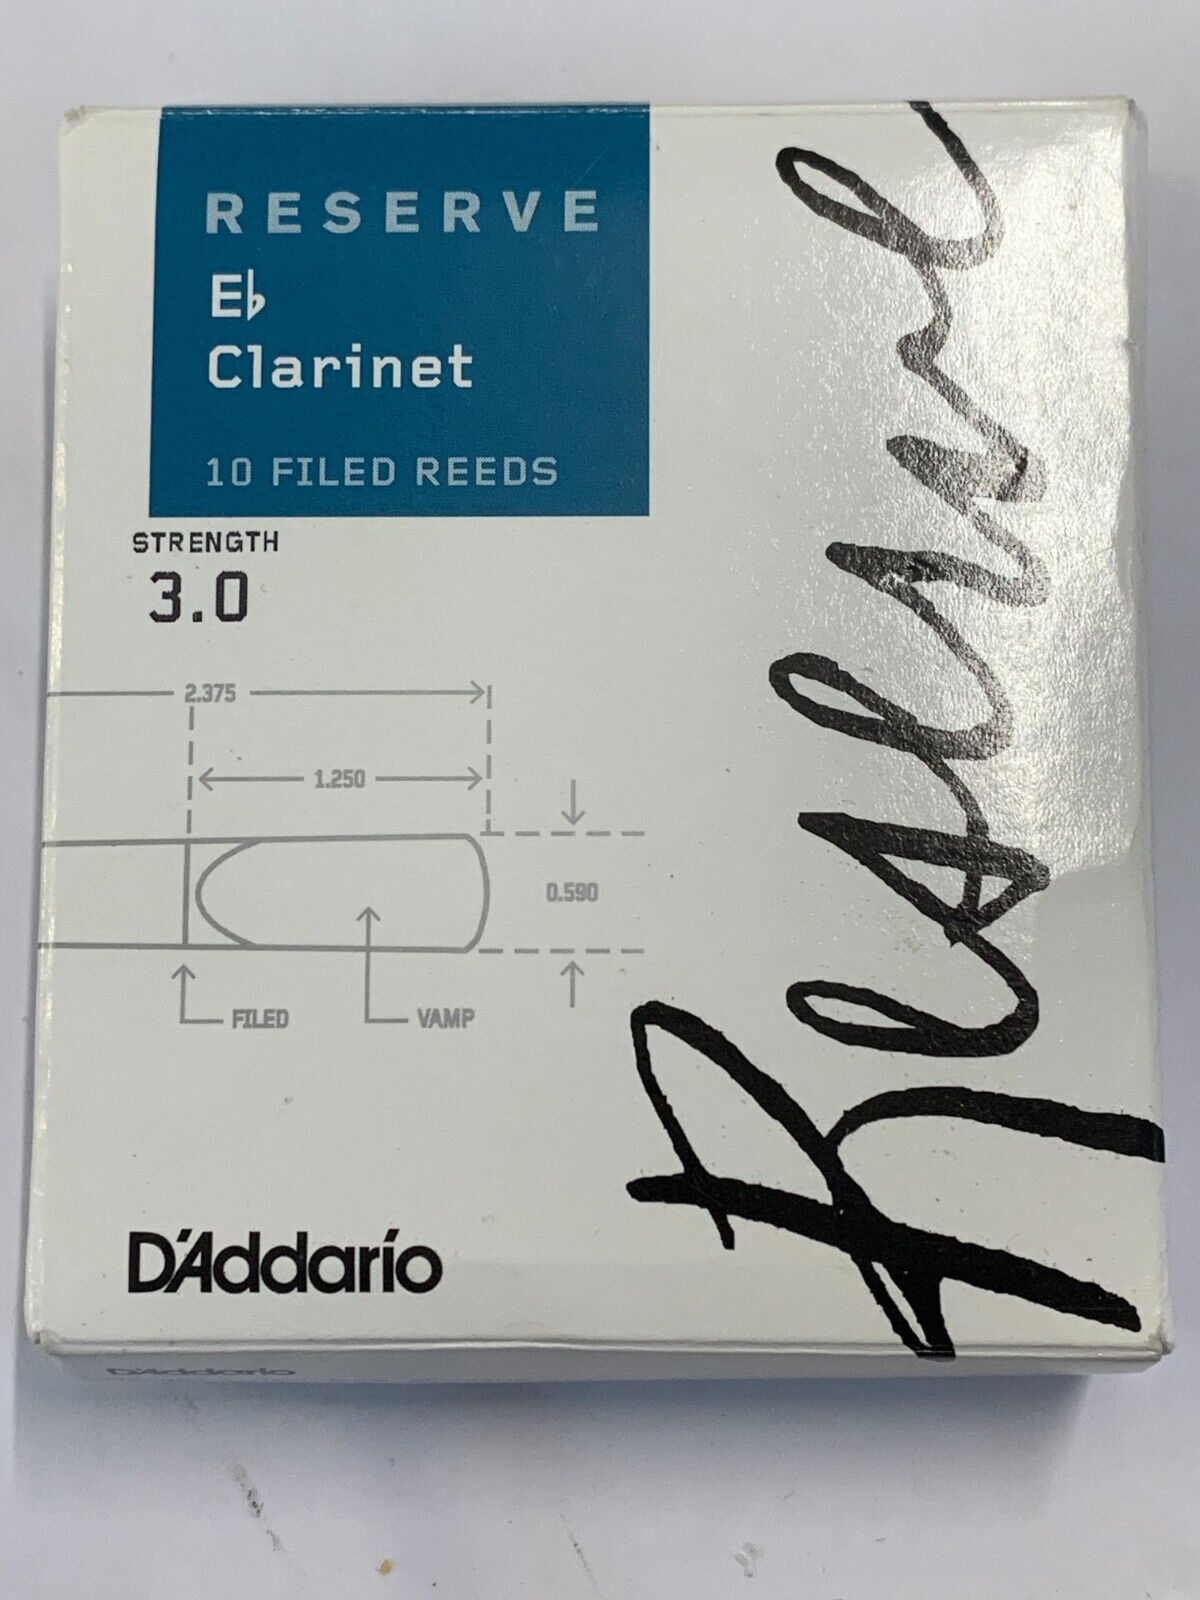 RESERVE
E♭
Clarinet
10 FILED REEDS
STRENGTH
3.0
2.375
1.250
0.590
FILED
VAMP
Reserve
D'Addario
D'Addario